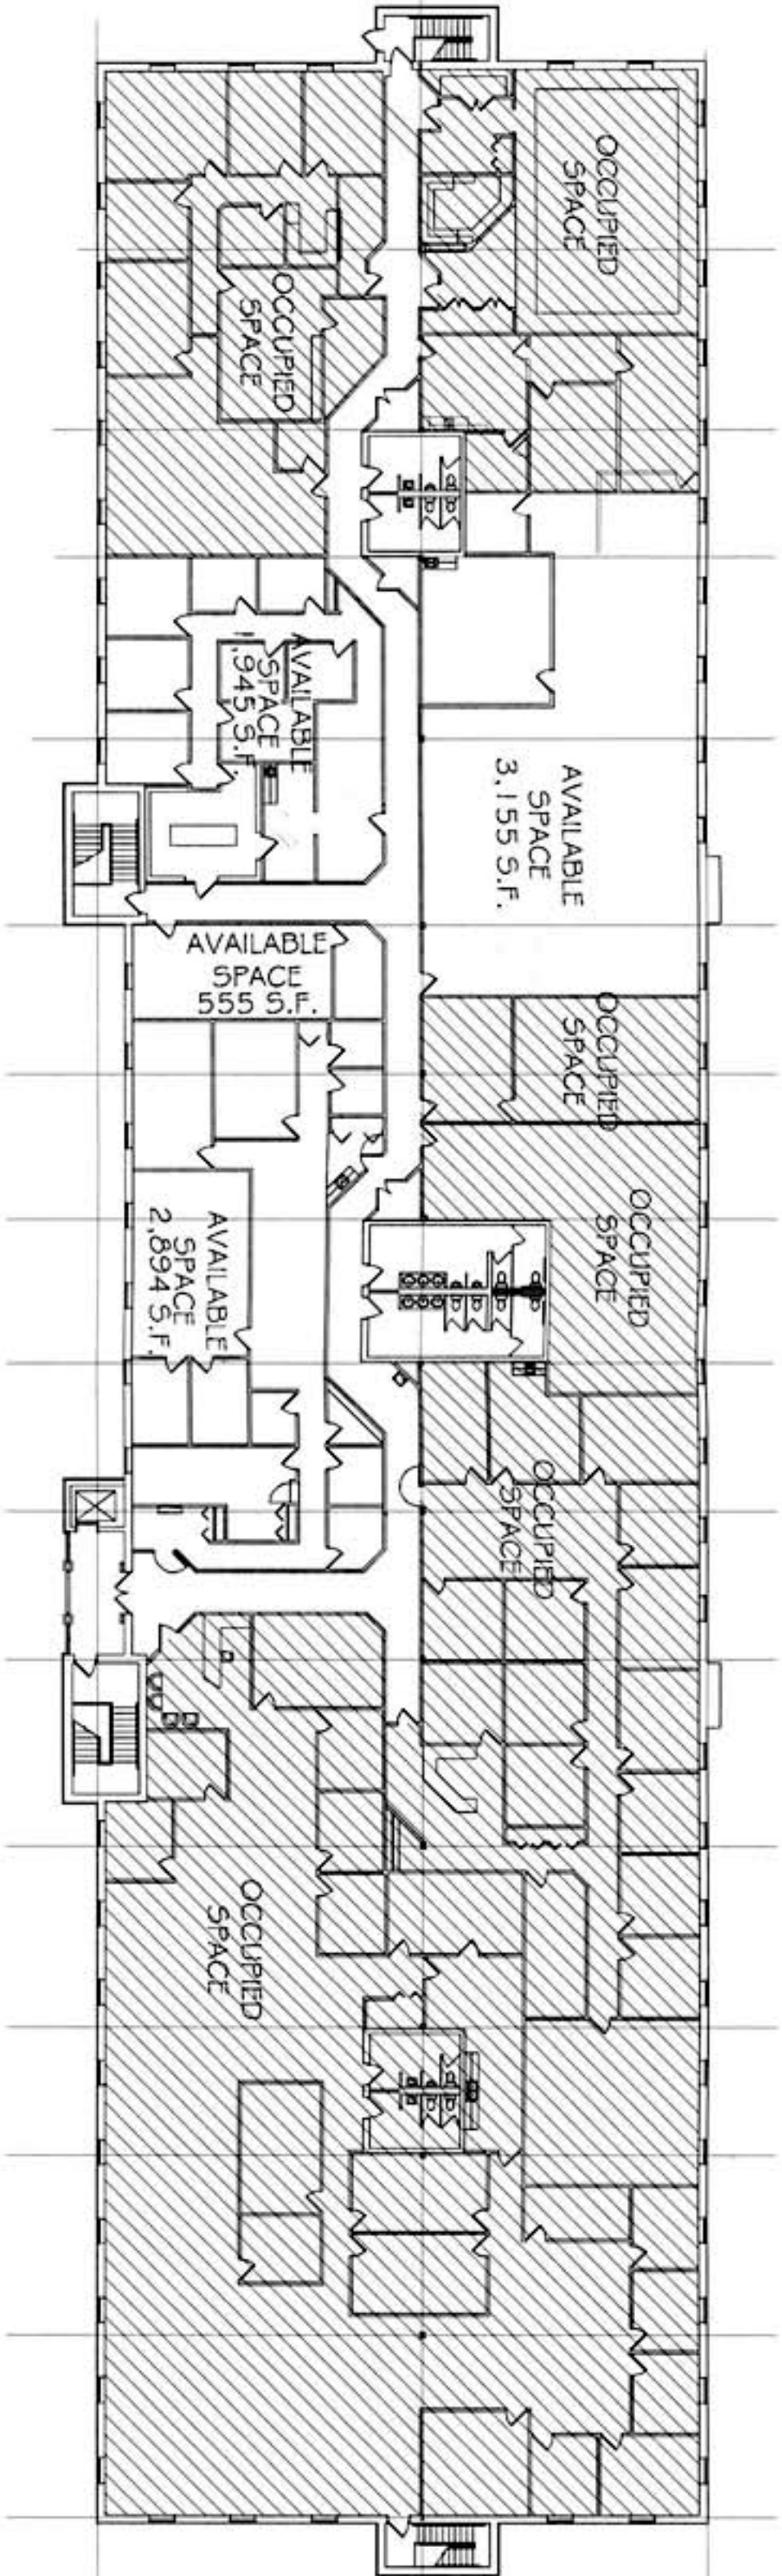 OCCUPIED
SPACE
OCCUPIED
SPACE
AVAILABLE
SPACE
1,945 S.F.
AVAILABLE
SPACE
3,155 S.F.
AVAILABLE
SPACE
555 S.F.
OCCUPIED
SPACE
OCCUPIED
SPACE
AVAILABLE
SPACE
2,894 S.F.
OCCUPIED
SPACE
OCCUPIED
SPACE